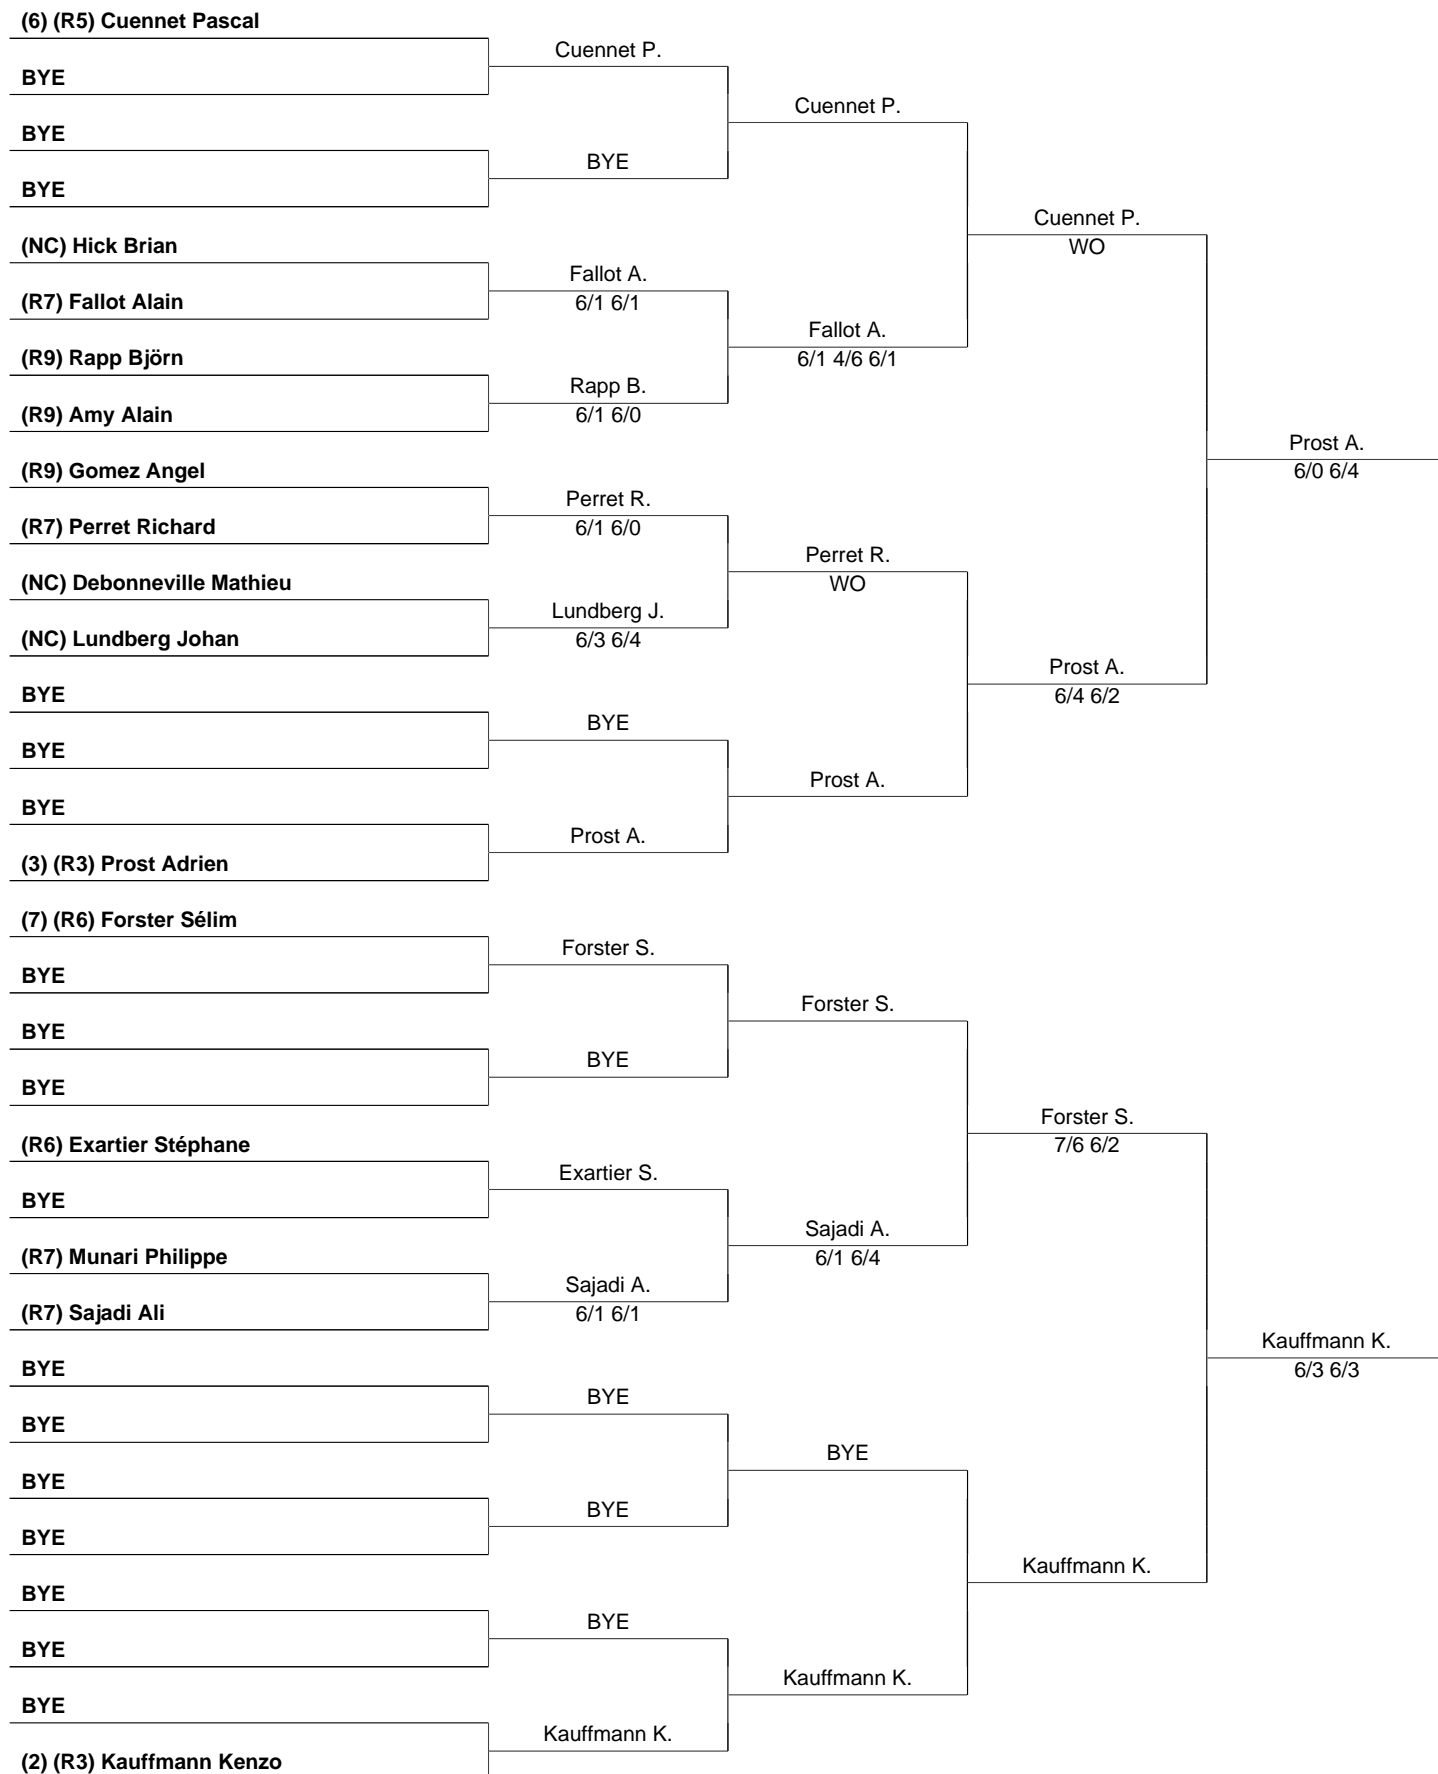 (6) (R5) Cuennet Pascal
Cuennet P.
BYE
Cuennet P.
BYE
BYE
BYE
Cuennet P.
WO
(NC) Hick Brian
Fallot A.
6/1 6/1
(R7) Fallot Alain
Fallot A.
6/1 4/6 6/1
(R9) Rapp Björn
Rapp B.
6/1 6/0
(R9) Amy Alain
Prost A.
6/0 6/4
(R9) Gomez Angel
Perret R.
6/1 6/0
(R7) Perret Richard
Perret R.
WO
(NC) Debonneville Mathieu
Lundberg J.
6/3 6/4
(NC) Lundberg Johan
Prost A.
6/4 6/2
BYE
BYE
BYE
Prost A.
BYE
Prost A.
(3) (R3) Prost Adrien
(7) (R6) Forster Sélim
Forster S.
BYE
Forster S.
BYE
BYE
BYE
Forster S.
7/6 6/2
(R6) Exartier Stéphane
Exartier S.
BYE
Sajadi A.
6/1 6/4
(R7) Munari Philippe
Sajadi A.
6/1 6/1
(R7) Sajadi Ali
Kauffmann K.
6/3 6/3
BYE
BYE
BYE
BYE
BYE
BYE
BYE
Kauffmann K.
BYE
BYE
BYE
Kauffmann K.
BYE
Kauffmann K.
(2) (R3) Kauffmann Kenzo